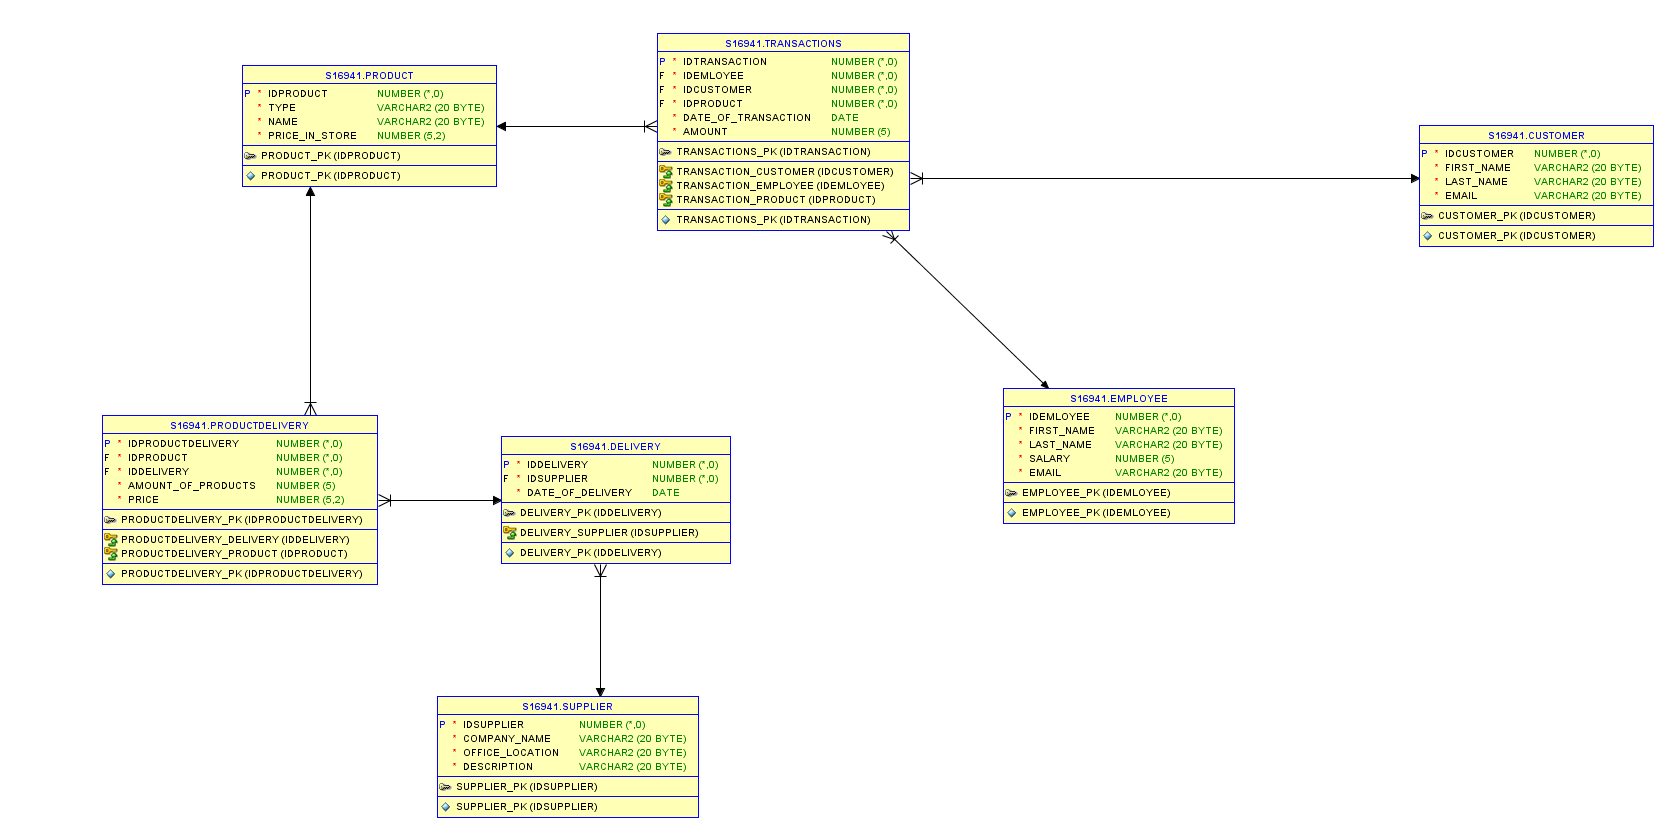 S16941.TRANSACTIONS
P * IDTRANSACTION NUMBER (*,0)
F * IDEMLOYEE NUMBER (*,0)
F * IDCUSTOMER NUMBER (*,0)
F * IDPRODUCT NUMBER (*,0)
* DATE_OF_TRANSACTION DATE
* AMOUNT NUMBER (5)
TRANSACTIONS_PK (IDTRANSACTION)
TRANSACTION_CUSTOMER (IDCUSTOMER)
TRANSACTION_EMPLOYEE (IDEMLOYEE)
TRANSACTION_PRODUCT (IDPRODUCT)
TRANSACTIONS_PK (IDTRANSACTION)
S16941.PRODUCT
P * IDPRODUCT NUMBER (*,0)
* TYPE VARCHAR2 (20 BYTE)
* NAME VARCHAR2 (20 BYTE)
* PRICE_IN_STORE NUMBER (5,2)
PRODUCT_PK (IDPRODUCT)
PRODUCT_PK (IDPRODUCT)
S16941.CUSTOMER
P * IDCUSTOMER NUMBER (*,0)
* FIRST_NAME VARCHAR2 (20 BYTE)
* LAST_NAME VARCHAR2 (20 BYTE)
* EMAIL VARCHAR2 (20 BYTE)
CUSTOMER_PK (IDCUSTOMER)
CUSTOMER_PK (IDCUSTOMER)
S16941.EMPLOYEE
P * IDEMLOYEE NUMBER (*,0)
* FIRST_NAME VARCHAR2 (20 BYTE)
* LAST_NAME VARCHAR2 (20 BYTE)
* SALARY NUMBER (5)
* EMAIL VARCHAR2 (20 BYTE)
EMPLOYEE_PK (IDEMLOYEE)
EMPLOYEE_PK (IDEMLOYEE)
S16941.PRODUCTDELIVERY
P * IDPRODUCTDELIVERY NUMBER (*,0)
F * IDPRODUCT NUMBER (*,0)
F * IDDELIVERY NUMBER (*,0)
* AMOUNT_OF_PRODUCTS NUMBER (5)
* PRICE NUMBER (5,2)
PRODUCTDELIVERY_PK (IDPRODUCTDELIVERY)
PRODUCTDELIVERY_DELIVERY (IDDELIVERY)
PRODUCTDELIVERY_PRODUCT (IDPRODUCT)
PRODUCTDELIVERY_PK (IDPRODUCTDELIVERY)
S16941.DELIVERY
P * IDDELIVERY NUMBER (*,0)
F * IDSUPPLIER NUMBER (*,0)
* DATE_OF_DELIVERY DATE
DELIVERY_PK (IDDELIVERY)
DELIVERY_SUPPLIER (IDSUPPLIER)
DELIVERY_PK (IDDELIVERY)
S16941.SUPPLIER
P * IDSUPPLIER NUMBER (*,0)
* COMPANY_NAME VARCHAR2 (20 BYTE)
* OFFICE_LOCATION VARCHAR2 (20 BYTE)
* DESCRIPTION VARCHAR2 (20 BYTE)
SUPPLIER_PK (IDSUPPLIER)
SUPPLIER_PK (IDSUPPLIER)